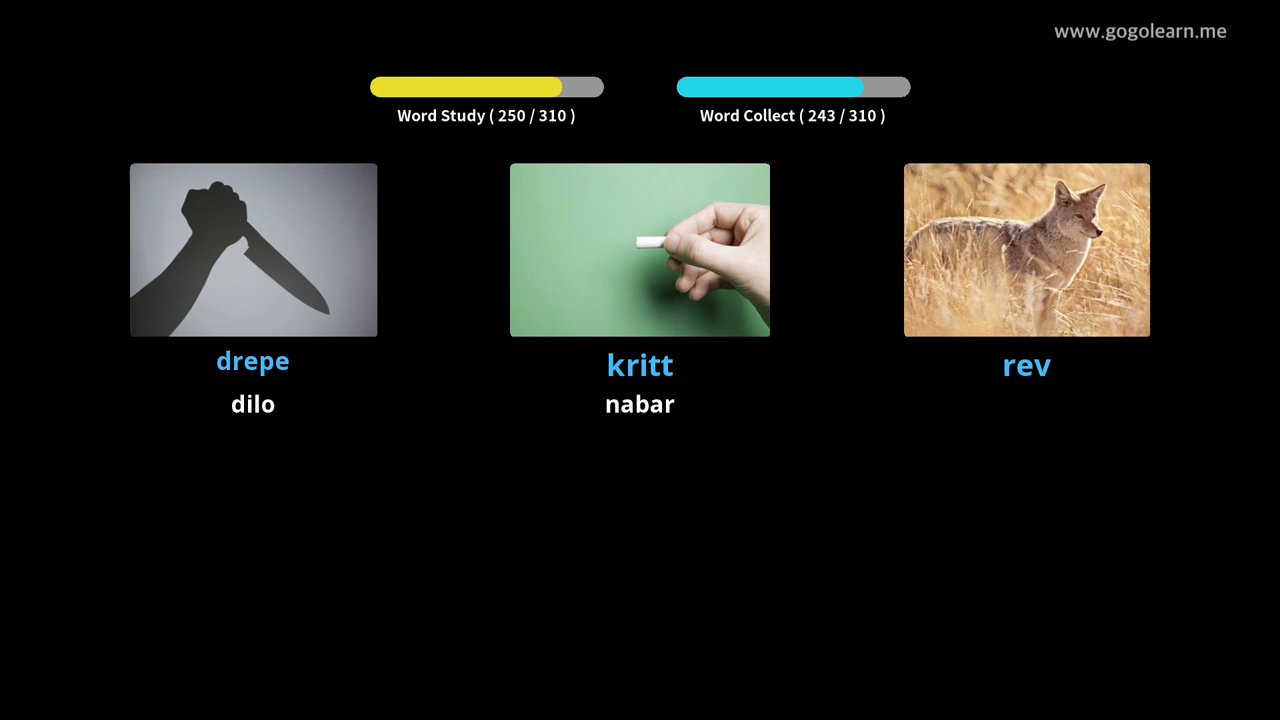 www.gogolearn.me
Word Study ( 250 / 310 )
Word Collect ( 243 / 310 )
drepe
kritt
rev
dilo
nabar